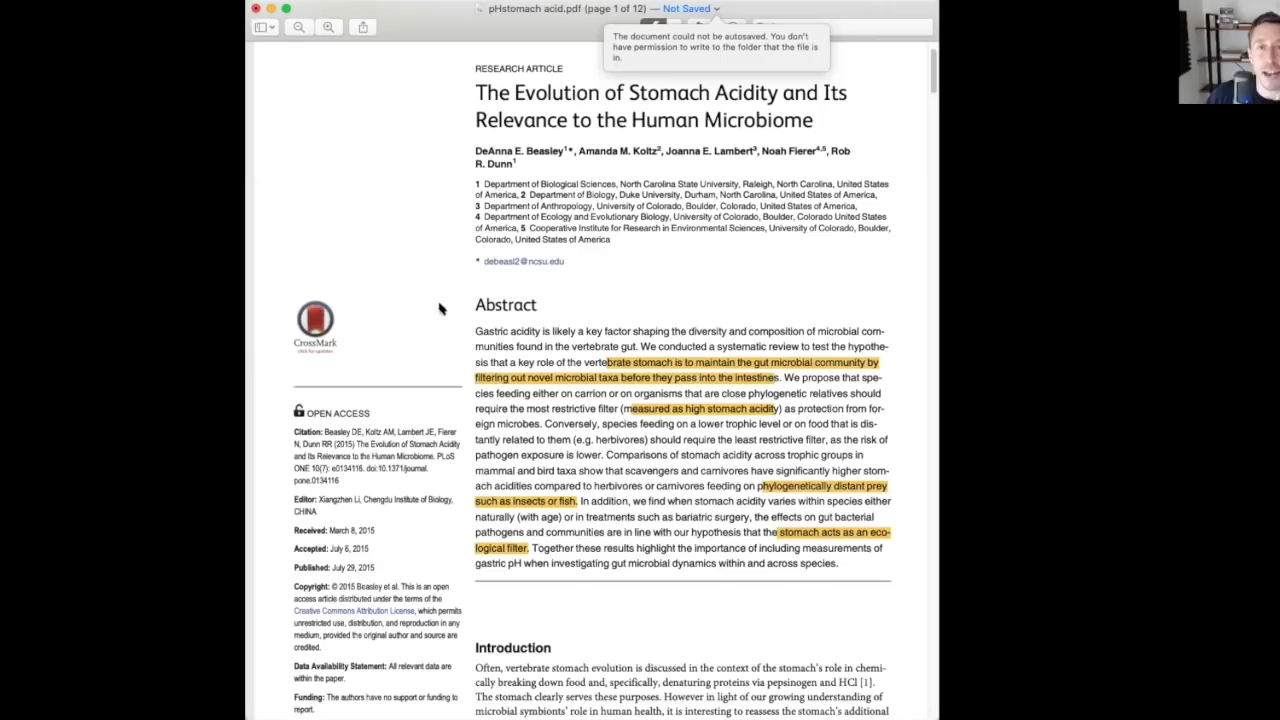 pHstomach acid.pdf (page 1 of 12) — Not Saved
The document could not be autosaved. You don't
have permission to write to the folder that the file is
in.
RESEARCH ARTICLE
The Evolution of Stomach Acidity and Its
Relevance to the Human Microbiome
DeAnna E. Beasley1*, Amanda M. Koltz2, Joanna E. Lambert3, Noah Fierer4,5, Rob
R. Dunn1
1 Department of Biological Sciences, North Carolina State University, Raleigh, North Carolina, United States
of America, 2 Department of Biology, Duke University, Durham, North Carolina, United States of America,
3 Department of Anthropology, University of Colorado, Boulder, Colorado, United States of America,
4 Department of Ecology and Evolutionary Biology, University of Colorado, Boulder, Colorado United States
of America, 5 Cooperative Institute for Research in Environmental Sciences, University of Colorado, Boulder,
Colorado, United States of America
* debeasl2@ncsu.edu
Abstract
Gastric acidity is likely a key factor shaping the diversity and composition of microbial com-
munities found in the vertebrate gut. We conducted a systematic review to test the hypothe-
sis that a key role of the vertebrate stomach is to maintain the gut microbial community by
filtering out novel microbial taxa before they pass into the intestines. We propose that spe-
cies feeding either on carrion or on organisms that are close phylogenetic relatives should
require the most restrictive filter (measured as high stomach acidity) as protection from for-
eign microbes. Conversely, species feeding on a lower trophic level or on food that is dis-
tantly related to them (e.g. herbivores) should require the least restrictive filter, as the risk of
pathogen exposure is lower. Comparisons of stomach acidity across trophic groups in
mammal and bird taxa show that scavengers and carnivores have significantly higher stom-
ach acidities compared to herbivores or carnivores feeding on phylogenetically distant prey
such as insects or fish. In addition, we find when stomach acidity varies within species either
naturally (with age) or in treatments such as bariatric surgery, the effects on gut bacterial
pathogens and communities are in line with our hypothesis that the stomach acts as an eco-
logical filter. Together these results highlight the importance of including measurements of
gastric pH when investigating gut microbial dynamics within and across species.
CrossMark
click for updates
OPEN ACCESS
Citation: Beasley DE, Koltz AM, Lambert JE, Fierer
N, Dunn RR (2015) The Evolution of Stomach Acidity
and Its Relevance to the Human Microbiome. PLoS
ONE 10(7): e0134116. doi:10.1371/journal.
pone.0134116
Editor: Xiangzhen Li, Chengdu Institute of Biology,
CHINA
Received: March 8, 2015
Accepted: July 6, 2015
Published: July 29, 2015
Copyright: © 2015 Beasley et al. This is an open
access article distributed under the terms of the
Creative Commons Attribution License, which permits
unrestricted use, distribution, and reproduction in any
medium, provided the original author and source are
credited.
Data Availability Statement: All relevant data are
within the paper.
Funding: The authors have no support or funding to
report.
Introduction
Often, vertebrate stomach evolution is discussed in the context of the stomach's role in chemi-
cally breaking down food and, specifically, denaturing proteins via pepsinogen and HCl [1].
The stomach clearly serves these purposes. However in light of our growing understanding of
microbial symbionts' role in human health, it is interesting to reassess the stomach's additional